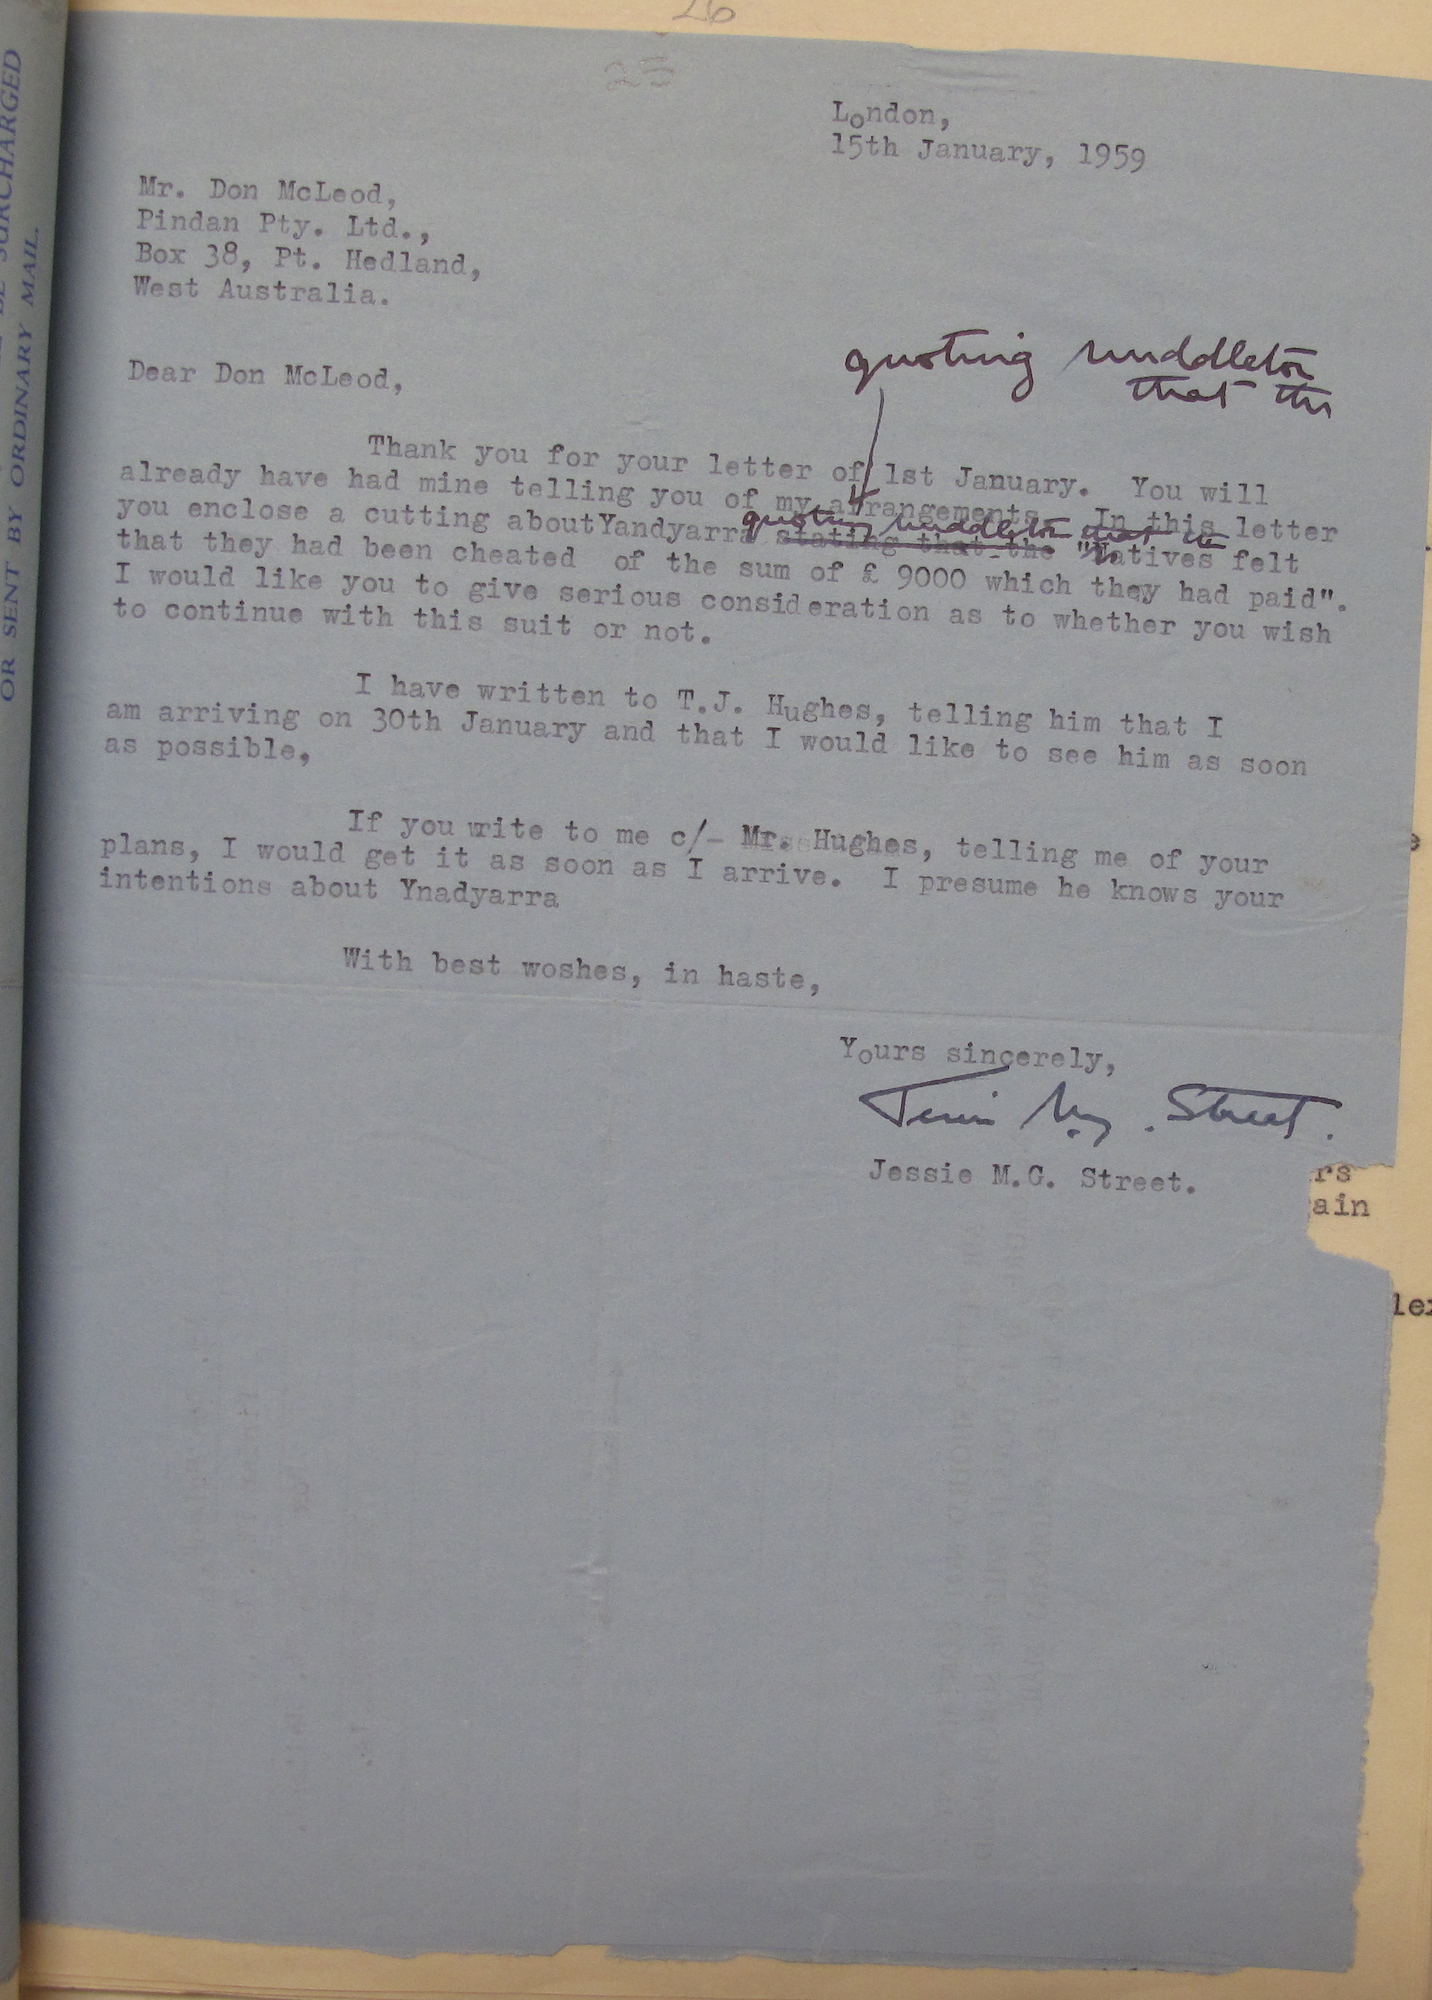 26
25
London,
15th January, 1959
Mr. Don McLeod,
Pindan Pty. Ltd.,
Box 38, Pt. Hedland,
West Australia.
quoting Middleton
that the
Dear Don McLeod,
Thank you for your letter of 1st January. You will
already have had mine telling you of my arrangements. In this letter
quoting Middleton that the
you enclose a cutting aboutYandyarra stating that the "Natives felt
that they had been cheated of the sum of £ 9000 which they had paid".
I would like you to give serious consideration as to whether you wish
to continue with this suit or not.
I have written to T.J. Hughes, telling him that I
am arriving on 30th January and that I would like to see him as soon
as possible,
If you write to me c/- Mr. Hughes, telling me of your
plans, I would get it as soon as I arrive. I presume he knows your
intentions about Ynadyarra
With best woshes, in haste,
Yours sincerely,
Jessie M.G. Street.
Jessie M.G. Street.
SURCHARGED
OR SENT BY ORDINARY MAIL.
rs
ain